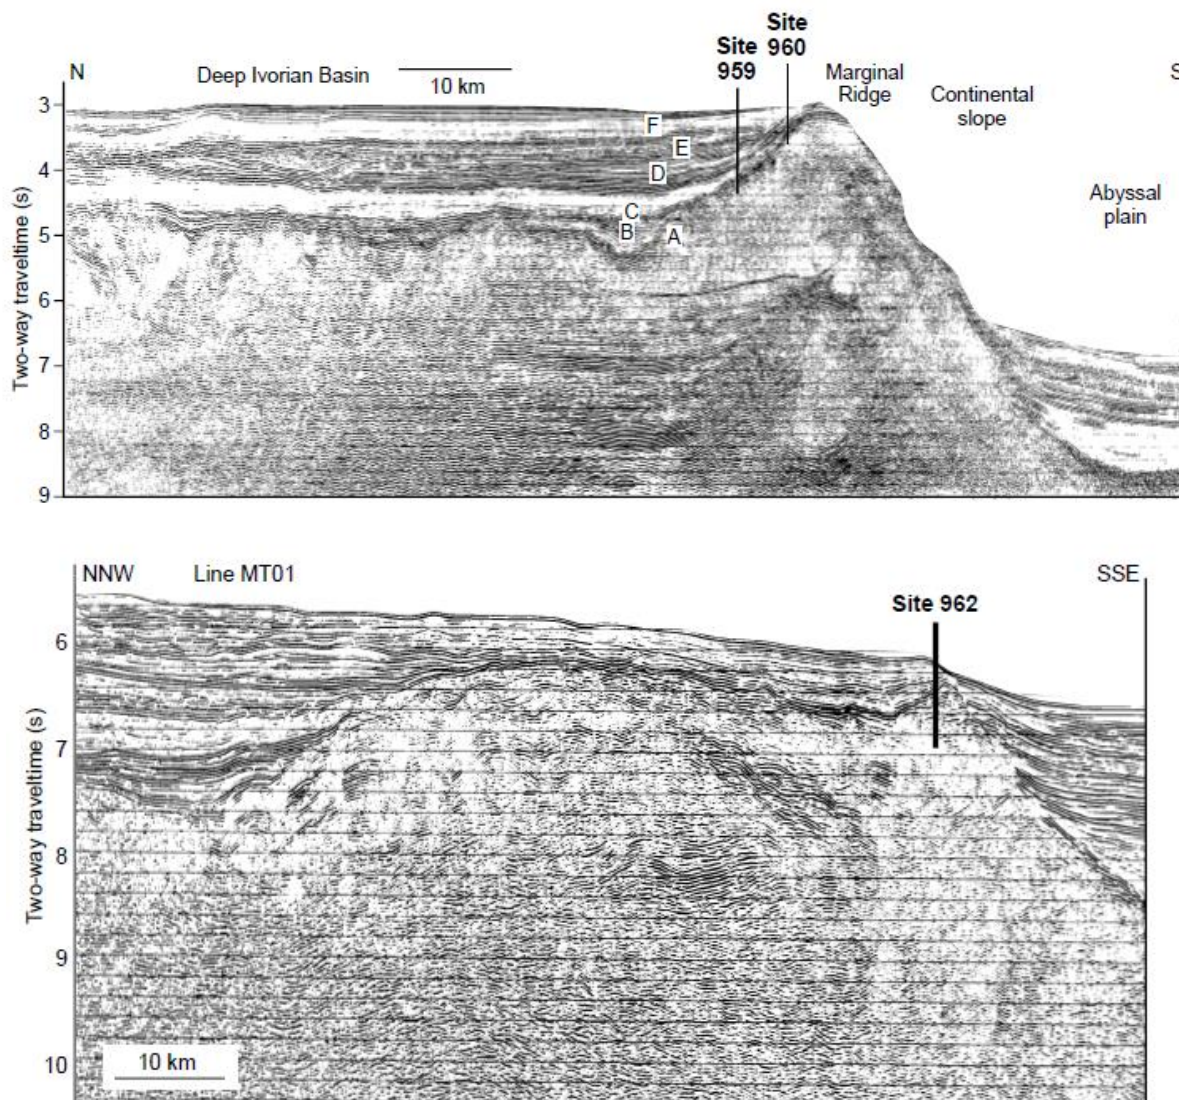 Site
960
Site
959
N
Deep Ivorian Basin
10 km
Marginal
Ridge
Continental
slope
S
Abyssal
plain
Two-way traveltime (s)
3
4
5
6
7
8
9
F
E
D
C
B
A
NNW
Line MT01
SSE
Site 962
Two-way traveltime (s)
6
7
8
9
10
10 km